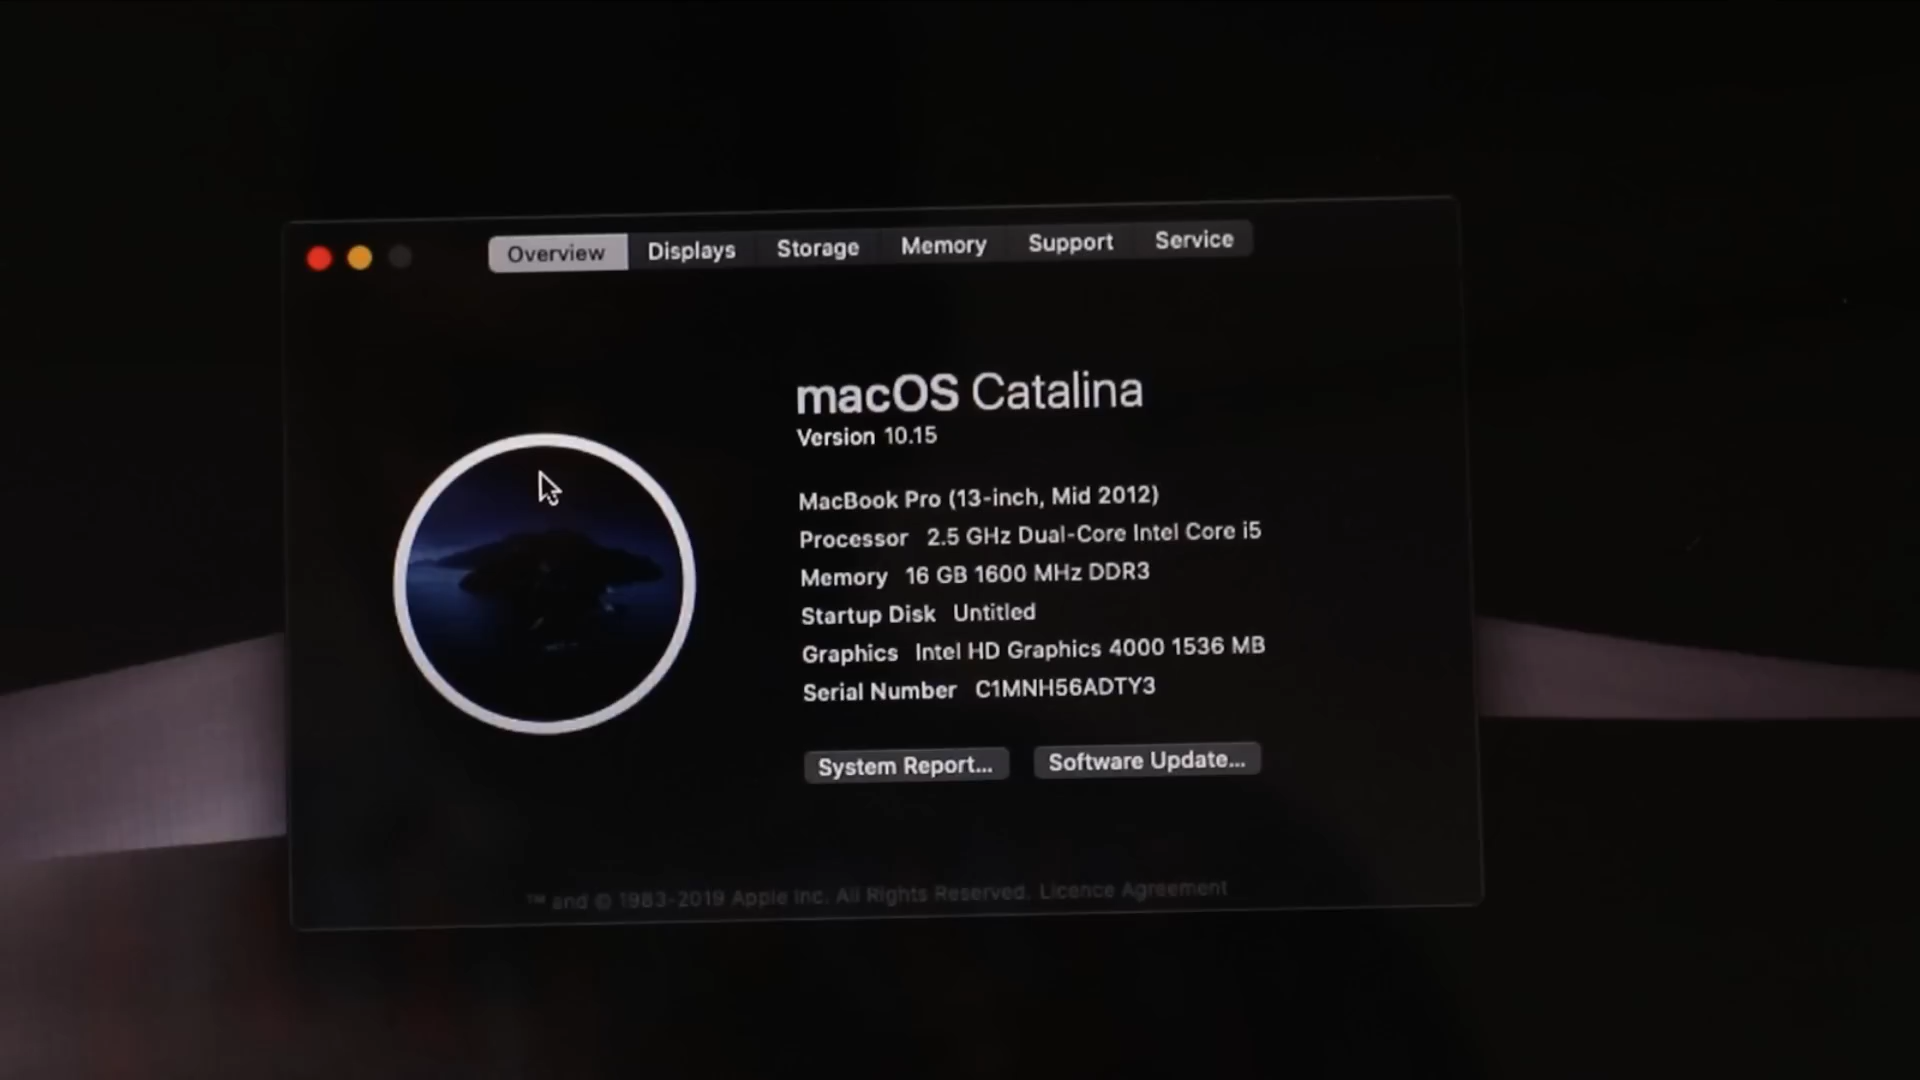 Overview Displays Storage Memory Support Service
macOS Catalina
Version 10.15
MacBook Pro (13-inch, Mid 2012)
Processor 2.5 GHz Dual-Core Intel Core i5
Memory 16 GB 1600 MHz DDR3
Startup Disk Untitled
Graphics Intel HD Graphics 4000 1536 MB
Serial Number C1MNH56ADTY3
System Report... Software Update...
™ and © 1983-2019 Apple Inc. All Rights Reserved. Licence Agreement